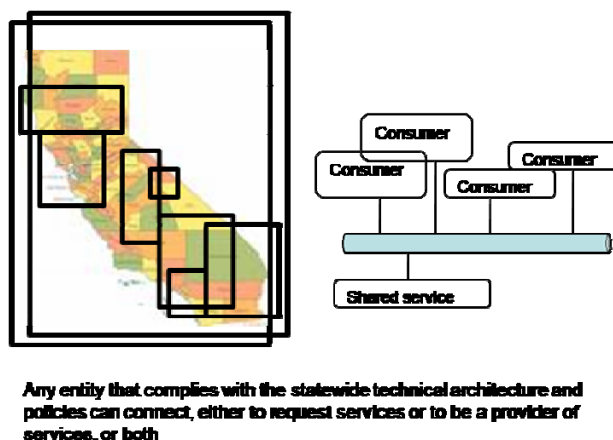 Consumer
Consumer
Consumer
Consumer
Shared service
Any entity that complies with the statewide technical architecture and
policies can connect, either to request services or to be a provider of
services, or both